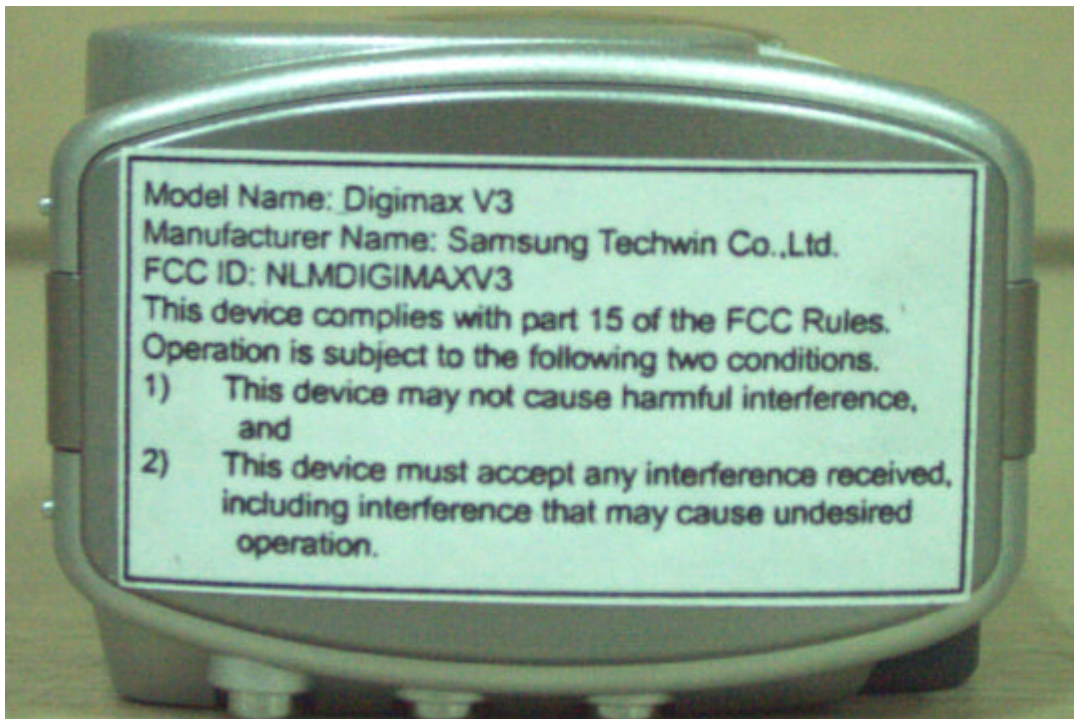 Model Name: Digimax V3
Manufacturer Name: Samsung Techwin Co.,Ltd.
FCC ID: NLMDIGIMAXV3
This device complies with part 15 of the FCC Rules.
Operation is subject to the following two conditions.
1) This device may not cause harmful interference,
and
2) This device must accept any interference received,
including interference that may cause undesired
operation.